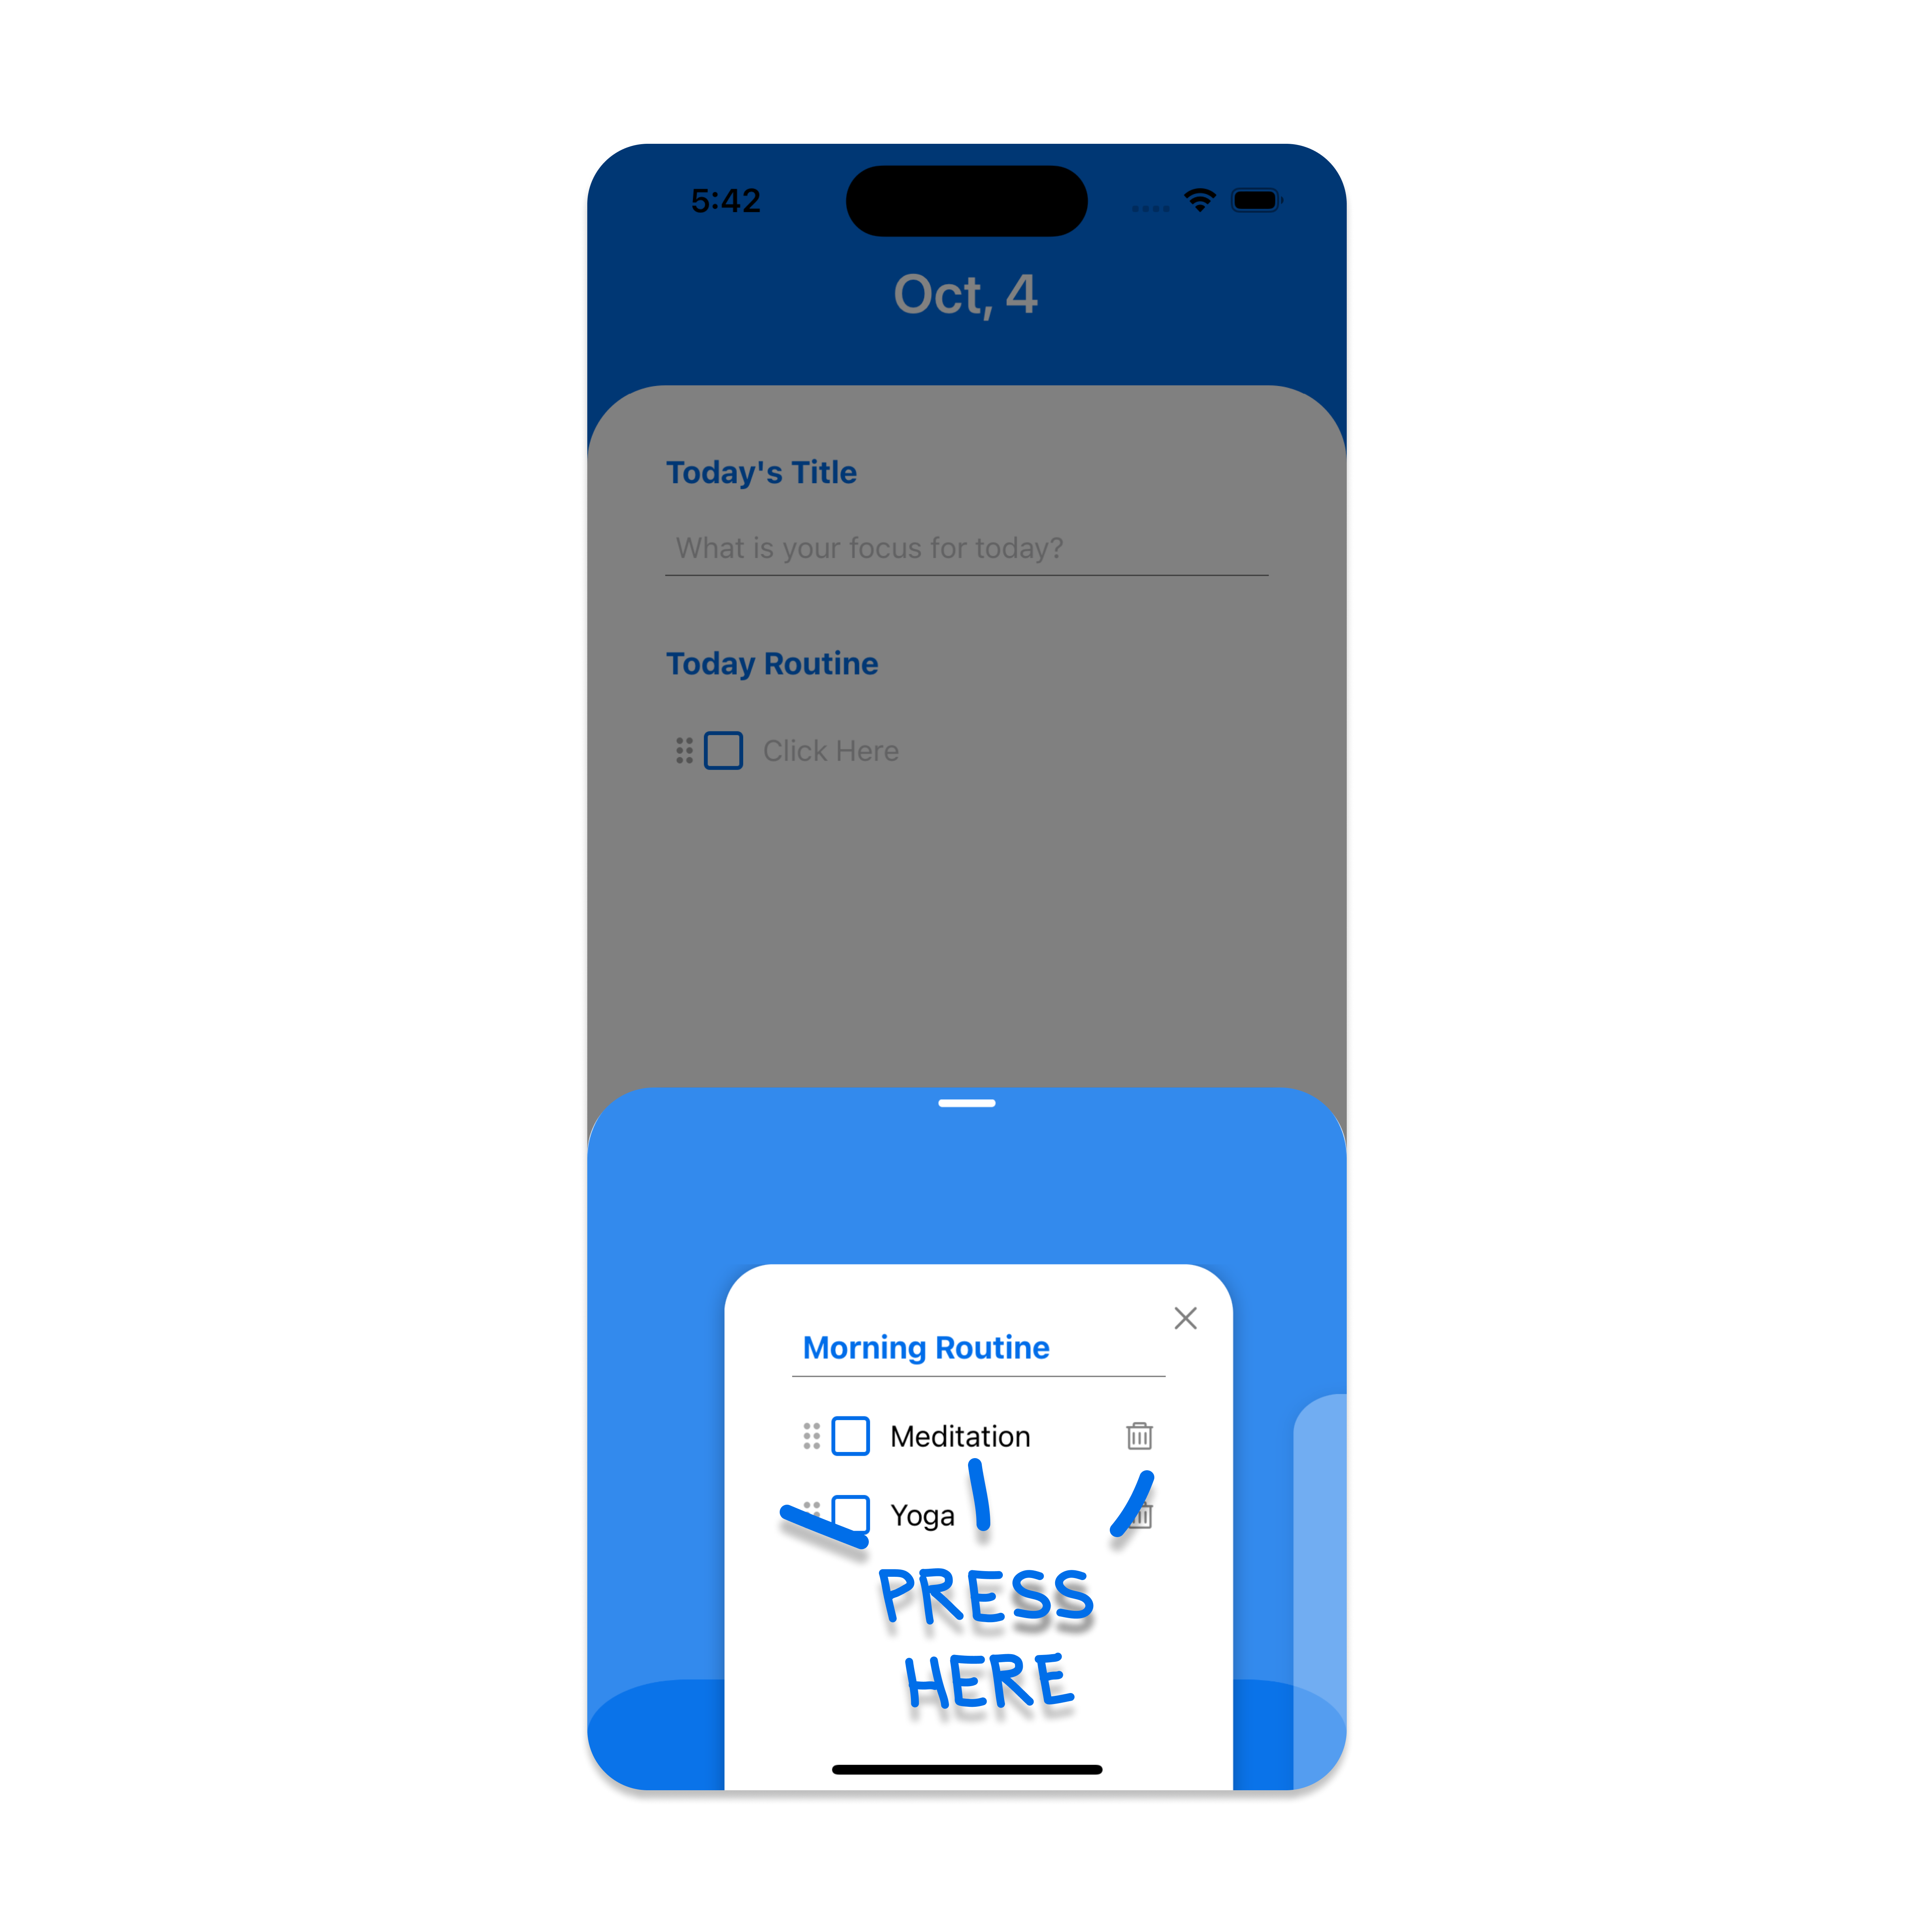 5:42
Oct, 4
Today's Title
What is your focus for today?
Today Routine
Click Here
Morning Routine
Meditation
Yoga
PRESS
HERE